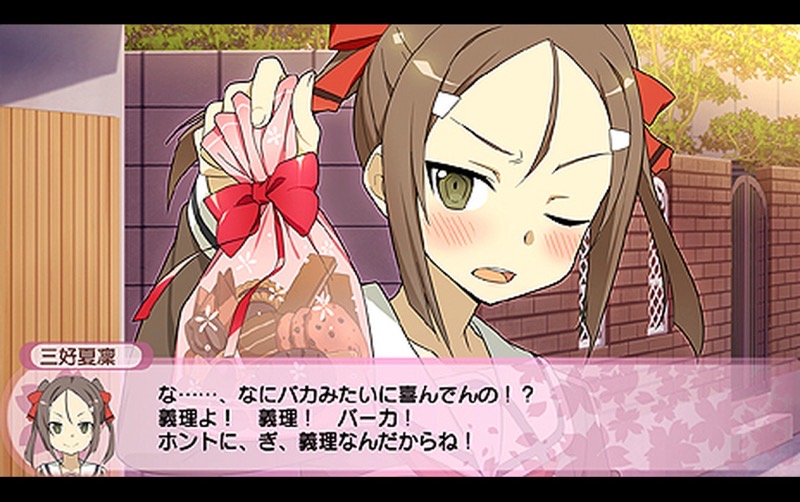 三好夏凜
な……、なにバカみたいに喜んでんの！？
義理よ！　義理！　バーカ！
ホントに、ぎ、義理なんだからね！